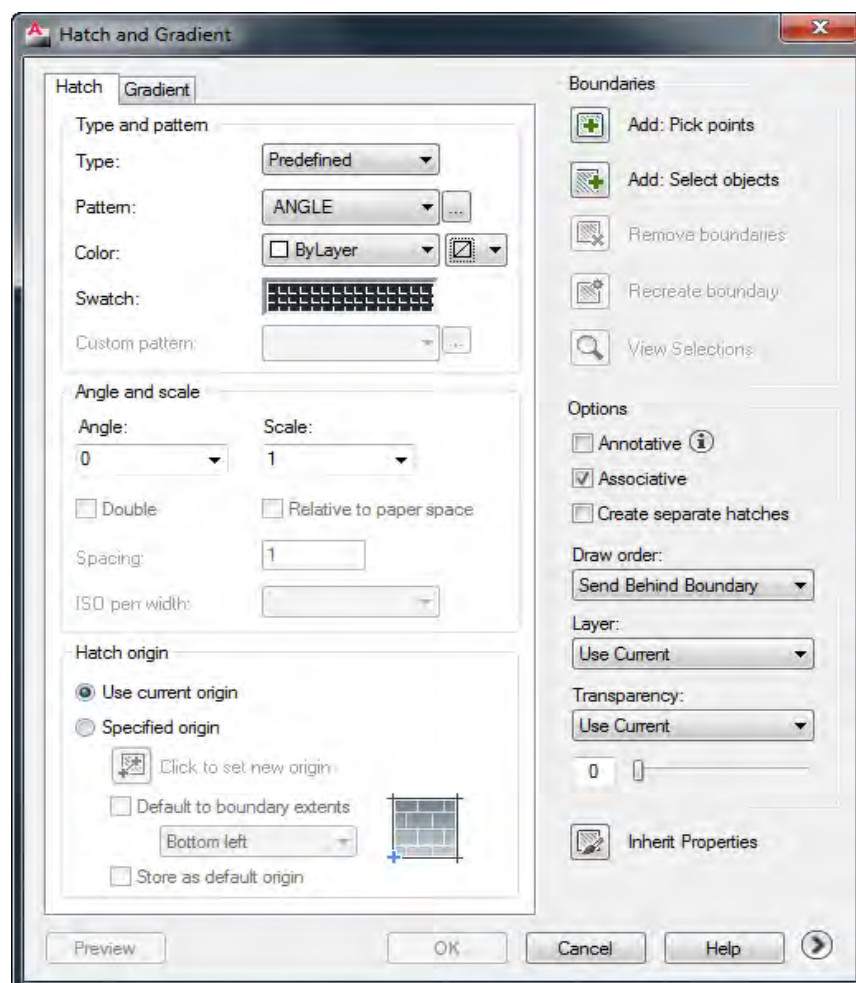 Hatch and Gradient
Hatch
Gradient
Type and pattern
Type:
Predefined
Pattern:
ANGLE
...
Color:
ByLayer
Swatch:
Custom pattern:
...
Angle and scale
Angle:
Scale:
0
1
Double
Relative to paper space
Spacing:
1
ISO pen width:
Hatch origin
Use current origin
Specified origin
Click to set new origin
Default to boundary extents
Bottom left
Store as default origin
Boundaries
Add: Pick points
Add: Select objects
Remove boundaries
Recreate boundary
View Selections
Options
Annotative
Associative
Create separate hatches
Draw order:
Send Behind Boundary
Layer:
Use Current
Transparency:
Use Current
0
Inherit Properties
Preview
OK
Cancel
Help